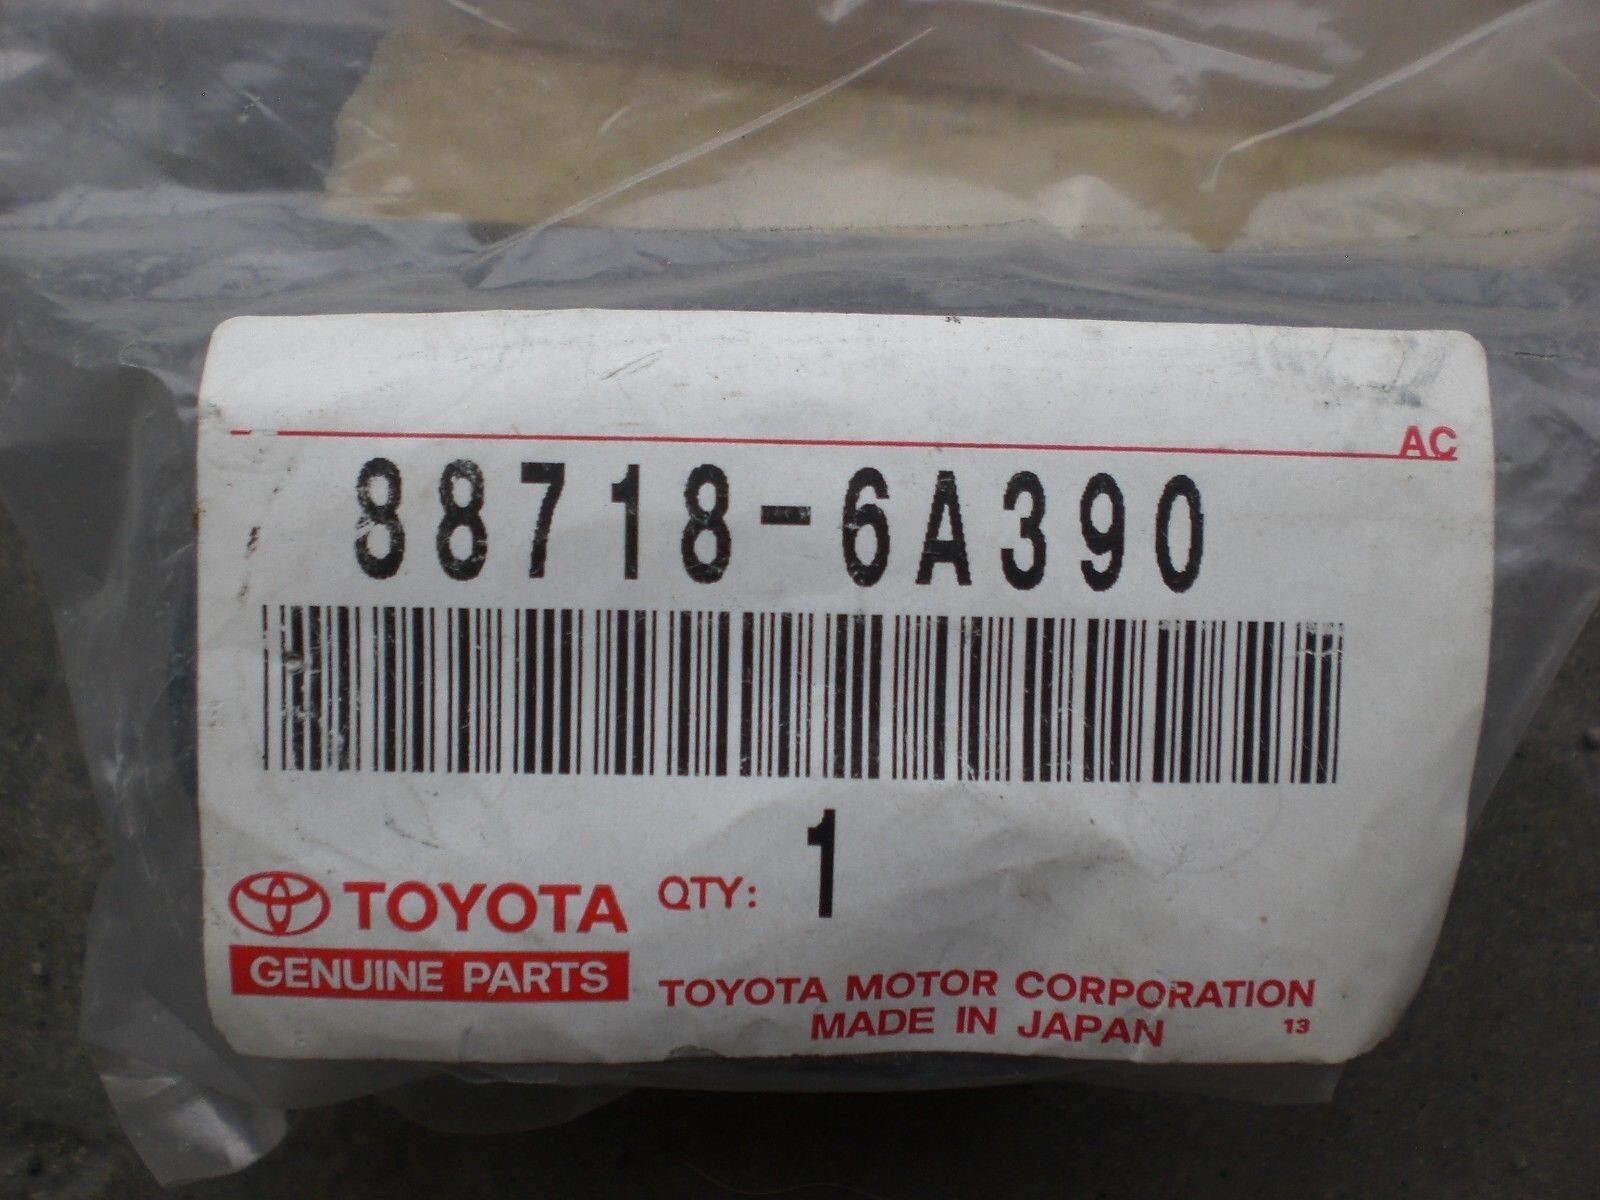 AC
88718-6A390
QTY: 1
TOYOTA
GENUINE PARTS
TOYOTA MOTOR CORPORATION
MADE IN JAPAN 13